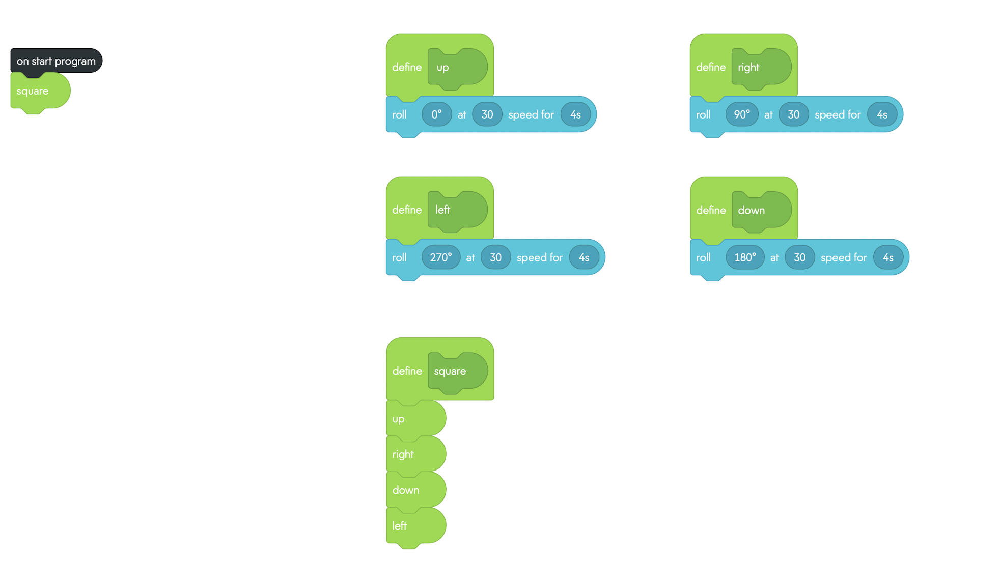 on start program
square
define up
roll 0° at 30 speed for 4s
define right
roll 90° at 30 speed for 4s
define left
roll 270° at 30 speed for 4s
define down
roll 180° at 30 speed for 4s
define square
up
right
down
left